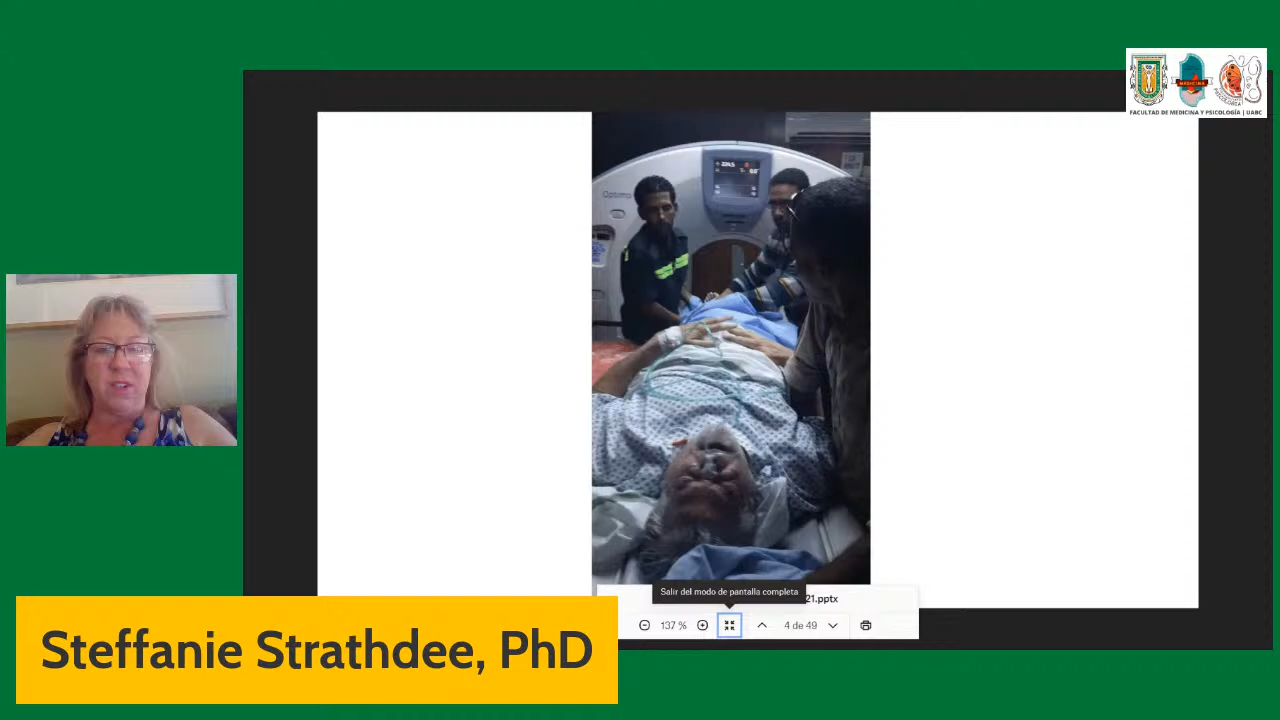 FACULTAD DE MEDICINA Y PSICOLOGÍA | UABC
Optima
Salir del modo de pantalla completa
21.pptx
137 %
4 de 49
Steffanie Strathdee, PhD